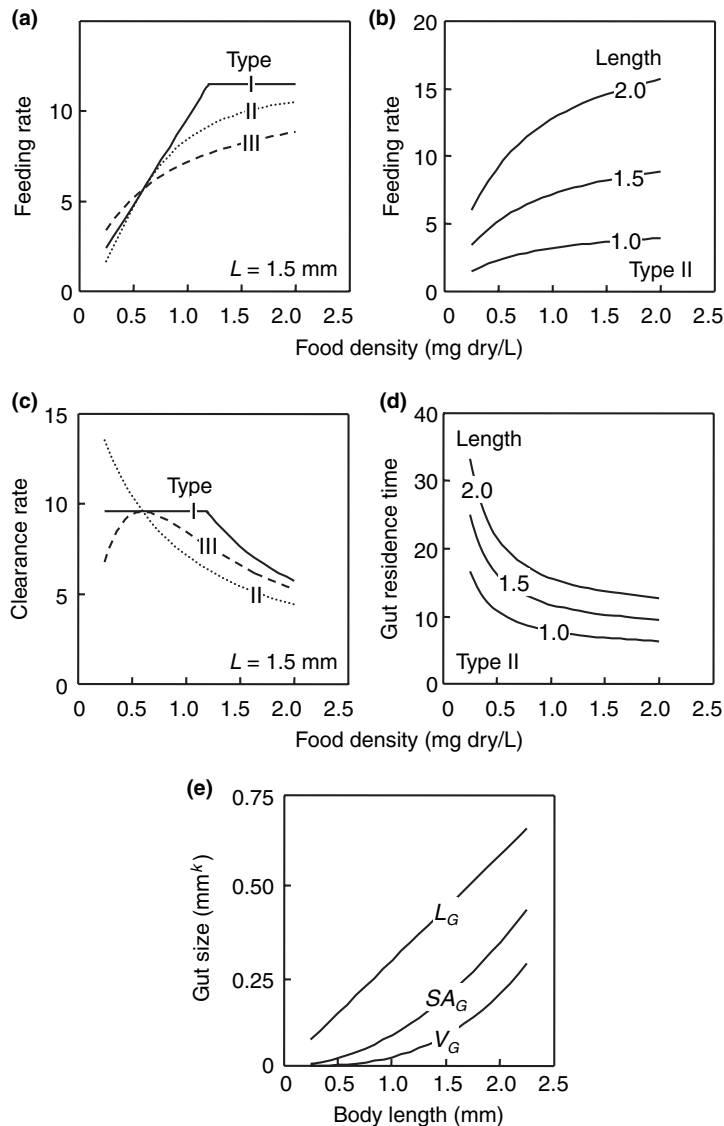 (a)
15
10
5
0
Feeding rate
Type
I
II
III
L = 1.5 mm
0 0.5 1.0 1.5 2.0 2.5
(b)
20
15
10
5
0
Feeding rate
Length
2.0
1.5
1.0
Type II
0 0.5 1.0 1.5 2.0 2.5
Food density (mg dry/L)
(c)
15
10
5
0
Clearance rate
Type
I
III
II
L = 1.5 mm
0 0.5 1.0 1.5 2.0 2.5
(d)
40
30
20
10
0
Gut residence time
Length
2.0
1.5
1.0
Type II
0 0.5 1.0 1.5 2.0 2.5
Food density (mg dry/L)
(e)
0.75
0.50
0.25
0
Gut size (mm^k)
L_G
SA_G
V_G
0 0.5 1.0 1.5 2.0 2.5
Body length (mm)